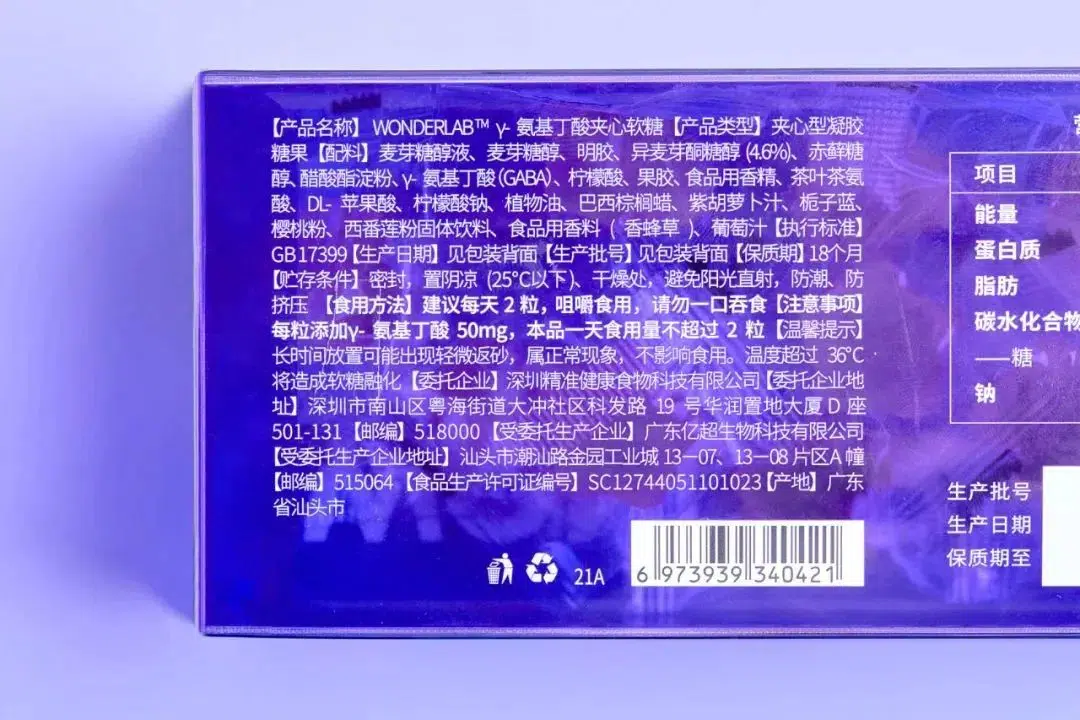 【产品名称】 WONDERLAB™ γ- 氨基丁酸夹心软糖【产品类型】 夹心型凝胶
糖果 【配料】 麦芽糖醇液、麦芽糖醇、明胶、异麦芽酮糖醇 (4.6%)、赤藓糖
醇、醋酸酯淀粉、γ- 氨基丁酸（GABA）、柠檬酸、果胶、食品用香精、茶叶茶氨
酸、DL- 苹果酸、柠檬酸钠、植物油、巴西棕榈蜡、紫胡萝卜汁、栀子蓝、
樱桃粉、西番莲粉固体饮料、食品用香料 ( 香蜂草 )、葡萄汁【执行标准】
GB 17399【生产日期】见包装背面【生产批号】见包装背面【保质期】18个月
【贮存条件】密封，置阴凉 (25℃以下)、干燥处，避免阳光直射，防潮、防
挤压 【食用方法】建议每天 2 粒，咀嚼食用，请勿一口吞食【注意事项】
每粒添加γ- 氨基丁酸 50mg，本品一天食用量不超过 2 粒【温馨提示】
长时间放置可能出现轻微返砂，属正常现象，不影响食用。温度超过 36℃
将造成软糖融化 【委托企业】深圳精准健康食物科技有限公司【委托企业地
址】深圳市南山区粤海街道大冲社区科发路 19 号华润置地大厦 D 座
501-131【邮编】518000 【受委托生产企业】广东亿超生物科技有限公司
【受委托生产企业地址】汕头市潮汕路金园工业城 13－07、13－08 片区A 幢
【邮编】515064 【食品生产许可证编号】SC12744051101023【产地】广东
省汕头市
21A
6 973939 340421
项目
能量
蛋白质
脂肪
碳水化合物
——糖
钠
生产批号
生产日期
保质期至